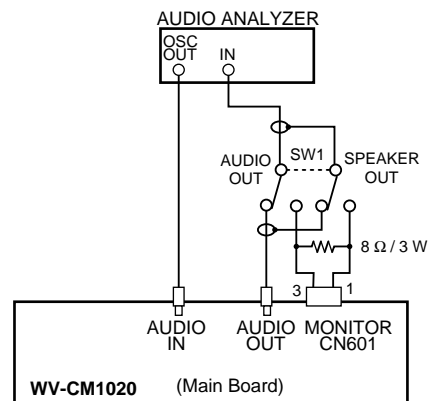 AUDIO ANALYZER
OSC
OUT
IN
AUDIO
OUT
SW1
SPEAKER
OUT
8 Ω / 3 W
3
1
AUDIO
IN
AUDIO
OUT
MONITOR
CN601
WV-CM1020
(Main Board)